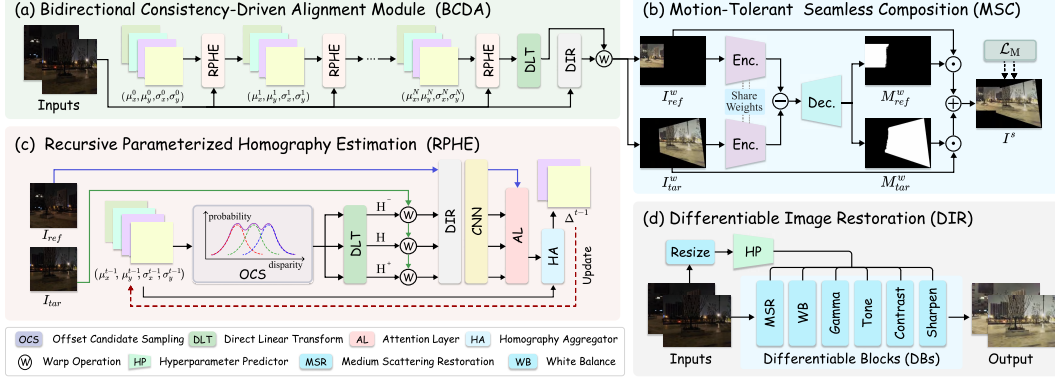 (a) Bidirectional Consistency-Driven Alignment Module (BCDA)
Inputs
(μ_x^0, μ_y^0, σ_x^0, σ_y^0)
RPHE
(μ_x^1, μ_y^1, σ_x^1, σ_y^1)
RPHE
...
(μ_x^N, μ_y^N, σ_x^N, σ_y^N)
RPHE
DLT
DIR
W
(b) Motion-Tolerant Seamless Composition (MSC)
I_ref^w
I_tar^w
Enc.
Share
Weights
Enc.
Dec.
M_ref^w
M_tar^w
L_M
I^s
(c) Recursive Parameterized Homography Estimation (RPHE)
I_ref
I_tar
(μ_x^{t-1}, μ_y^{t-1}, σ_x^{t-1}, σ_y^{t-1})
probability
disparity
OCS
DLT
H^-
H
H^+
W
W
W
DIR
CNN
AL
HA
Δ^{t-1}
Update
(d) Differentiable Image Restoration (DIR)
Resize
HP
MSR
WB
Gamma
Tone
Contrast
Sharpen
Inputs
Differentiable Blocks (DBs)
Output
OCS Offset Candidate Sampling DLT Direct Linear Transform AL Attention Layer HA Homography Aggregator
W Warp Operation HP Hyperparameter Predictor MSR Medium Scattering Restoration WB White Balance